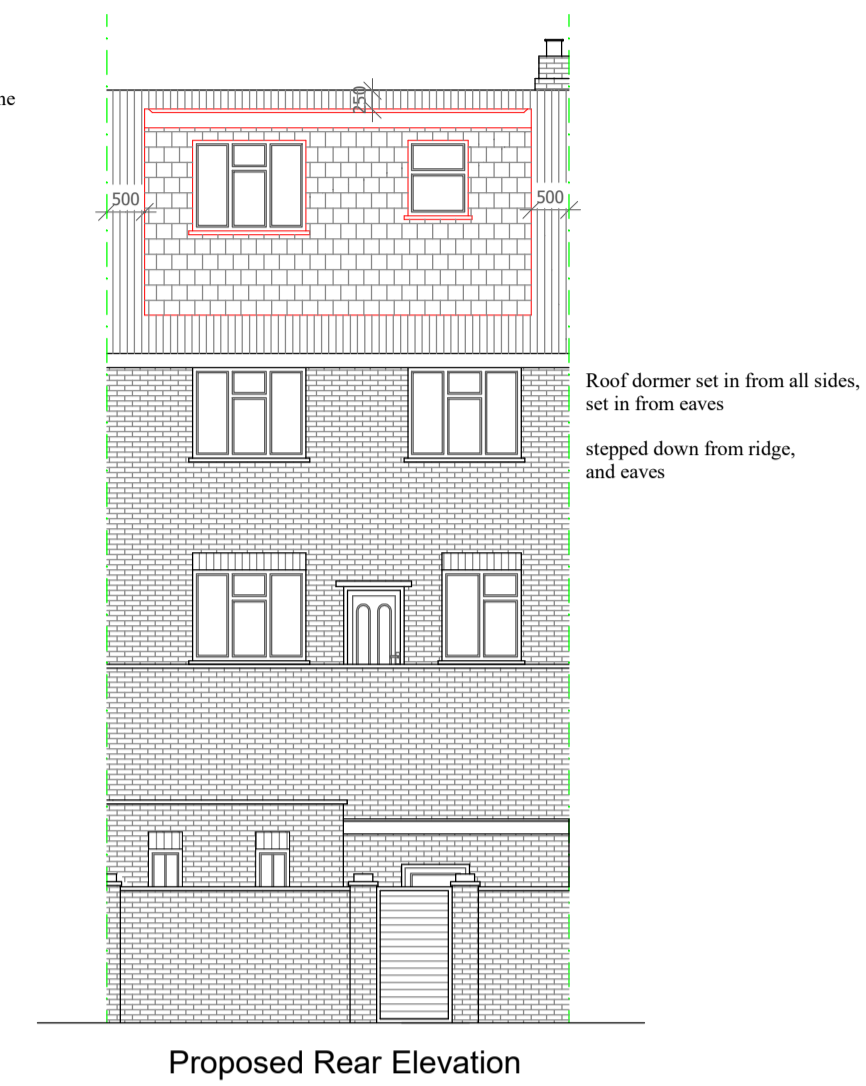 ne
250
500
500
Roof dormer set in from all sides,
set in from eaves
stepped down from ridge,
and eaves
Proposed Rear Elevation